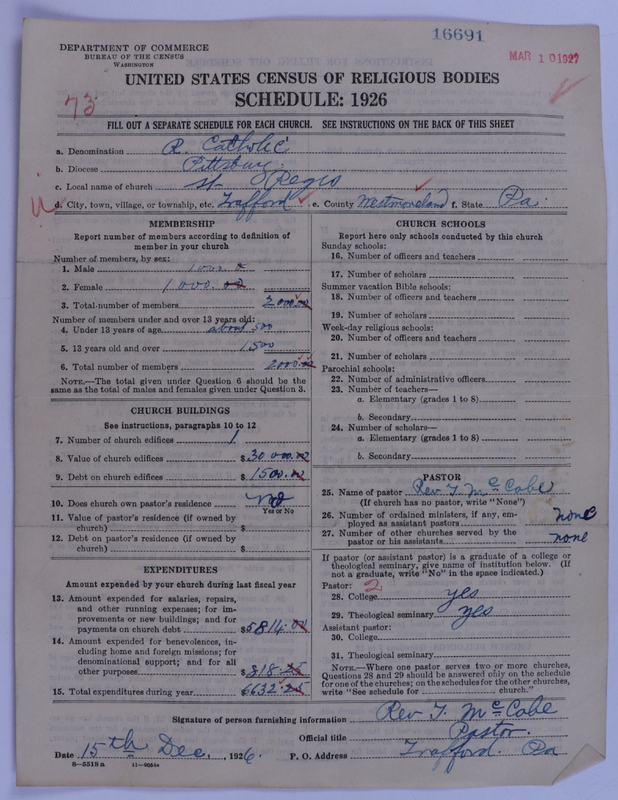 16691
DEPARTMENT OF COMMERCE
BUREAU OF THE CENSUS
WASHINGTON
MAR 10 1927
UNITED STATES CENSUS OF RELIGIOUS BODIES
SCHEDULE: 1926
73
FILL OUT A SEPARATE SCHEDULE FOR EACH CHURCH. SEE INSTRUCTIONS ON THE BACK OF THIS SHEET
a. Denomination R. Catholic
b. Diocese Pittsburg.
c. Local name of church St. Regis
d. City, town, village, or township, etc. Trafford e. County Westmoreland f. State Pa.
MEMBERSHIP
Report number of members according to definition of
member in your church
Number of members, by sex:
1. Male 1000.
2. Female 1000.00
3. Total number of members 2000.00
Number of members under and over 13 years old:
4. Under 13 years of age about 500
5. 13 years old and over 1500
6. Total number of members 2000.00
NOTE.—The total given under Question 6 should be the
same as the total of males and females given under Question 3.
CHURCH BUILDINGS
See instructions, paragraphs 10 to 12
7. Number of church edifices 1
8. Value of church edifices $30000.00
9. Debt on church edifices $1500.00
10. Does church own pastor's residence No
Yes or No
11. Value of pastor's residence (if owned by
church) $
12. Debt on pastor's residence (if owned by
church) $
EXPENDITURES
Amount expended by your church during last fiscal year
13. Amount expended for salaries, repairs,
and other running expenses; for im-
provements or new buildings; and for
payments on church debt $5814.00
14. Amount expended for benevolences, in-
cluding home and foreign missions; for
denominational support; and for all
other purposes $818.25
15. Total expenditures during year 6632.25
CHURCH SCHOOLS
Report here only schools conducted by this church
Sunday schools:
16. Number of officers and teachers
17. Number of scholars
Summer vacation Bible schools:
18. Number of officers and teachers
19. Number of scholars
Week-day religious schools:
20. Number of officers and teachers
21. Number of scholars
Parochial schools:
22. Number of administrative officers
23. Number of teachers—
a. Elementary (grades 1 to 8)
b. Secondary
24. Number of scholars—
a. Elementary (grades 1 to 8)
b. Secondary
PASTOR
25. Name of pastor Rev T. McCabe
(If church has no pastor, write "None")
26. Number of ordained ministers, if any, em-
ployed as assistant pastors none
27. Number of other churches served by the
pastor or his assistants none
If pastor (or assistant pastor) is a graduate of a college or
theological seminary, give name of institution below. (If
not a graduate, write "No" in the space indicated.)
Pastor: 2
28. College yes
29. Theological seminary yes
Assistant pastor:
30. College
31. Theological seminary
NOTE.—Where one pastor serves two or more churches,
Questions 28 and 29 should be answered only on the schedule
for one of the churches; on the schedules for the other churches,
write "See schedule for church."
Signature of person furnishing information Rev T. McCabe
Official title Pastor.
Date 15th Dec., 1926. P. O. Address Trafford. Pa
8-5518a 11-9064a